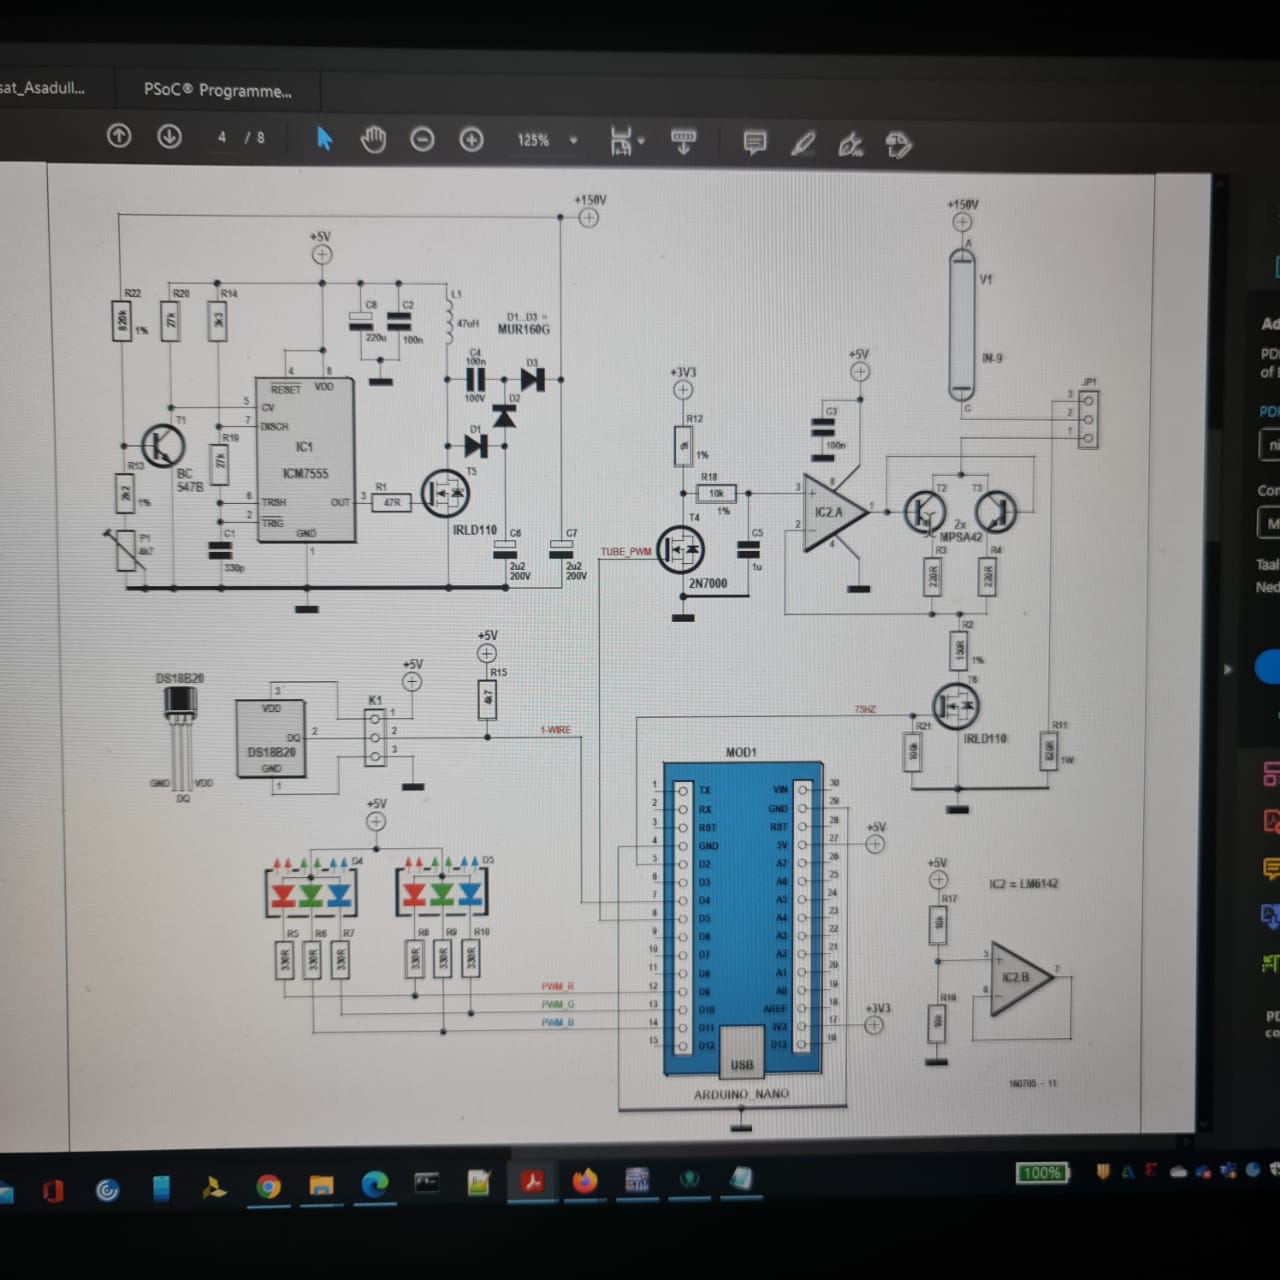 sat_Asadull...
PSoC® Programme...
4 / 8
125%
+150V
+5V
R22
820k
1%
R20
27k
R14
3k3
C8
220u
C2
100n
L1
47uH
D1...D3 =
MUR160G
C4
100n
100V
D3
D2
D1
4
8
RESET
VDD
5
CV
7
DISCH
T1
BC
547B
R19
27k
IC1
ICM7555
6
TRSH
2
TRIG
OUT
3
GND
1
R1
47R
T5
IRLD110
R13
2k2
1%
P1
4k7
C1
330p
C6
2u2
200V
C7
2u2
200V
+3V3
R12
1k
1%
R18
10k
1%
T4
TUBE_PWM
2N7000
C5
1u
+5V
C3
100n
3
2
8
IC2.A
1
4
+150V
A
V1
IN-9
C
JP1
3
2
1
T2
T3
2x
MPSA42
R3
220R
R4
220R
R2
150R
1%
T6
IRLD110
75HZ
R21
100k
R11
820R
1W
DS18B20
GND
VDD
DQ
3
VDD
DQ
2
DS18B20
GND
1
K1
1
2
3
+5V
+5V
R15
4k7
1-WIRE
+5V
D4
D5
R5
330R
R6
330R
R7
330R
R8
330R
R9
330R
R10
330R
PWM_R
PWM_G
PWM_B
MOD1
1 TX VIN 30
2 RX GND 29
3 RST RST 28
4 GND 5V 27
5 D2 A7 26
6 D3 A6 25
7 D4 A5 24
8 D5 A4 23
9 D6 A3 22
10 D7 A2 21
11 D8 A1 20
12 D9 A0 19
13 D10 AREF 18
14 D11 3V3 17
15 D12 D13 16
USB
ARDUINO_NANO
+5V
+3V3
+5V
IC2 = LM6142
R17
10k
R16
10k
5
6
IC2.B
7
160705 - 11
Ad
PDI
of E
PDI
ni
Con
M
Taal
Ned
PD
co
100%